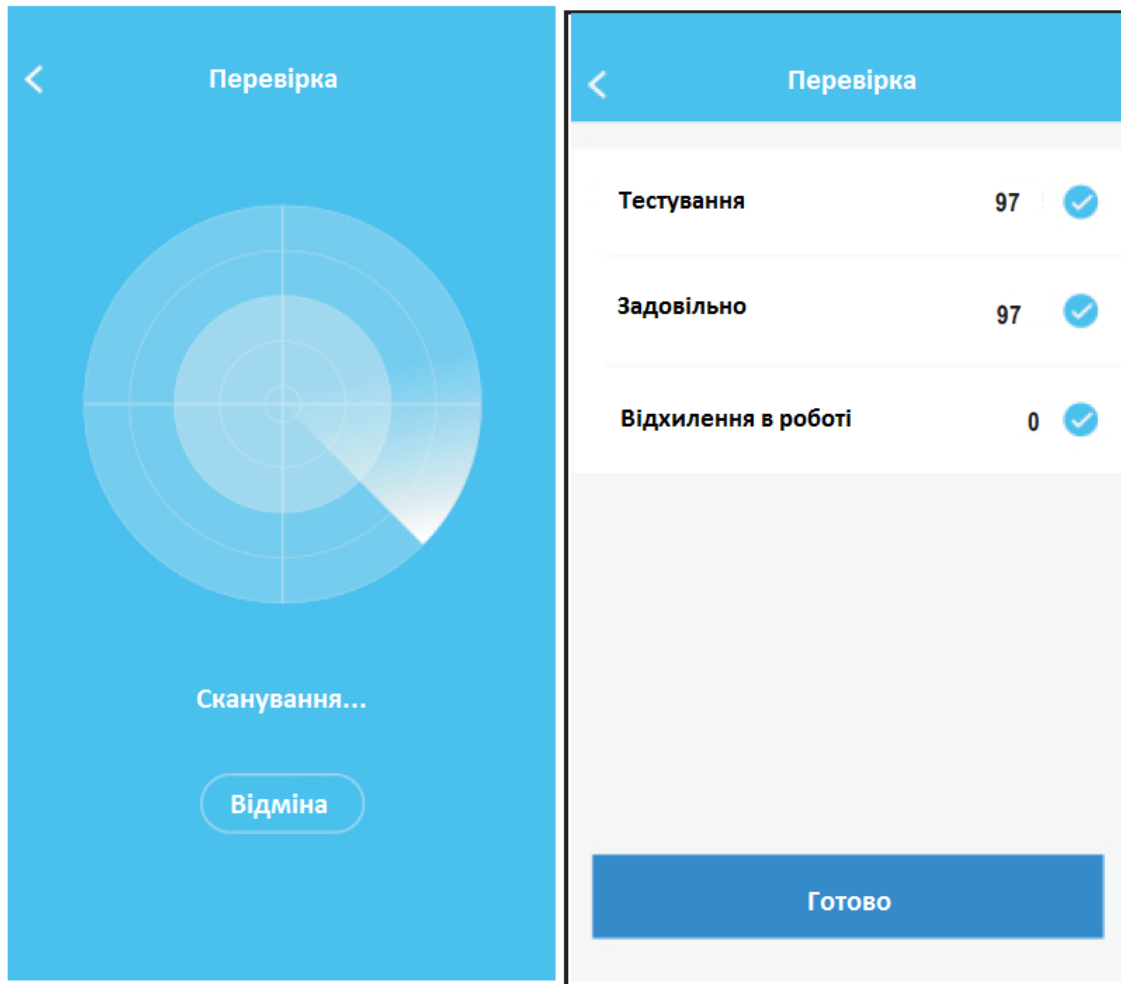 Перевірка
Сканування...
Відміна
Перевірка
Тестування 97
Задовільно 97
Відхилення в роботі 0
Готово